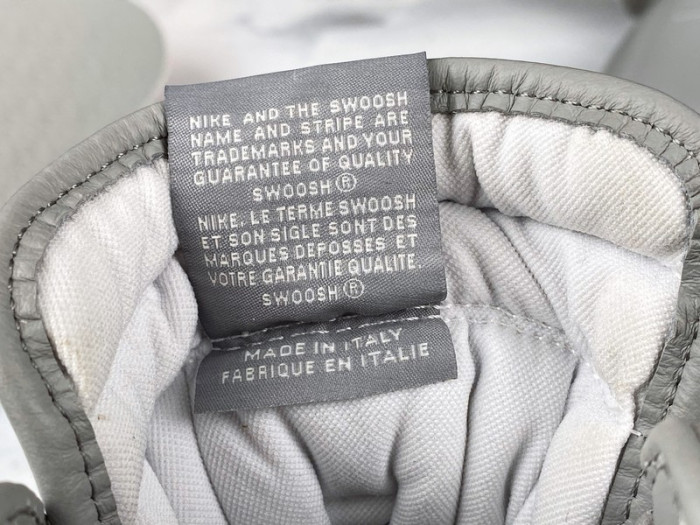 NIKE AND THE SWOOSH
NAME AND STRIPE ARE
TRADEMARKS AND YOUR
GUARANTEE OF QUALITY
SWOOSH®
NIKE. LE TERME SWOOSH
ET SON SIGLE SONT DES
MARQUES DEPOSSES ET
VOTRE GARANTIE QUALITE.
SWOOSH®
MADE IN ITALY
FABRIQUE EN ITALIE